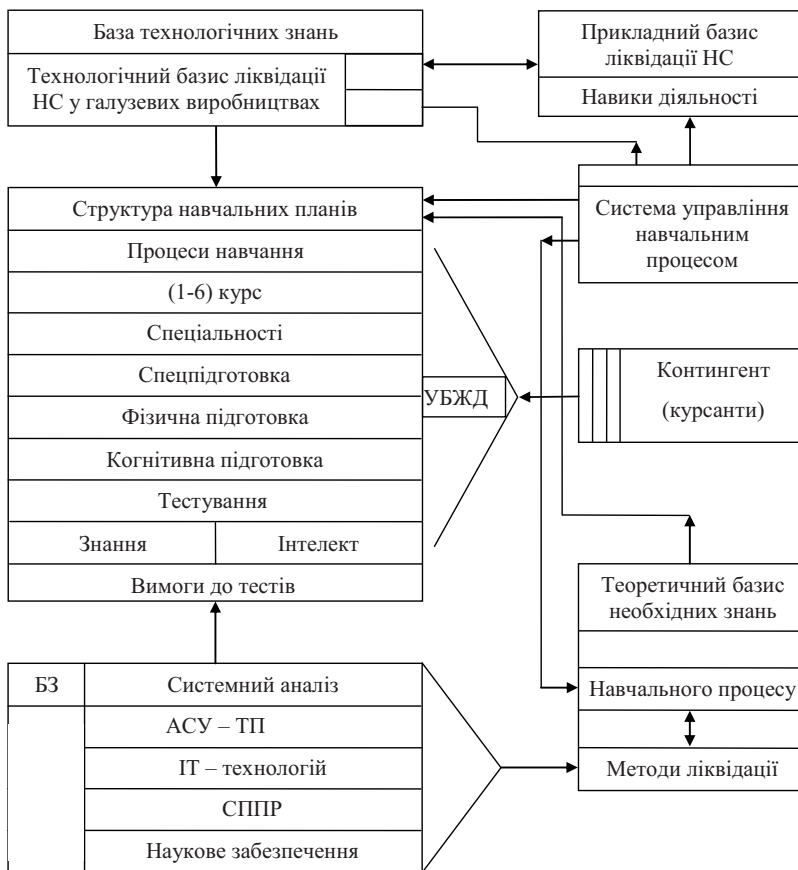 База технологічних знань
Технологічний базис ліквідації
НС у галузевих виробництвах
Прикладний базис
ліквідації НС
Навики діяльності
Структура навчальних планів
Процеси навчання
(1-6) курс
Спеціальності
Спецпідготовка
Фізична підготовка
Когнітивна підготовка
Тестування
Знання
Інтелект
Вимоги до тестів
УБЖД
Система управління
навчальним
процесом
Контингент
(курсанти)
Теоретичний базис
необхідних знань
Навчального процесу
Методи ліквідації
БЗ
Системний аналіз
АСУ – ТП
ІТ – технологій
СППР
Наукове забезпечення